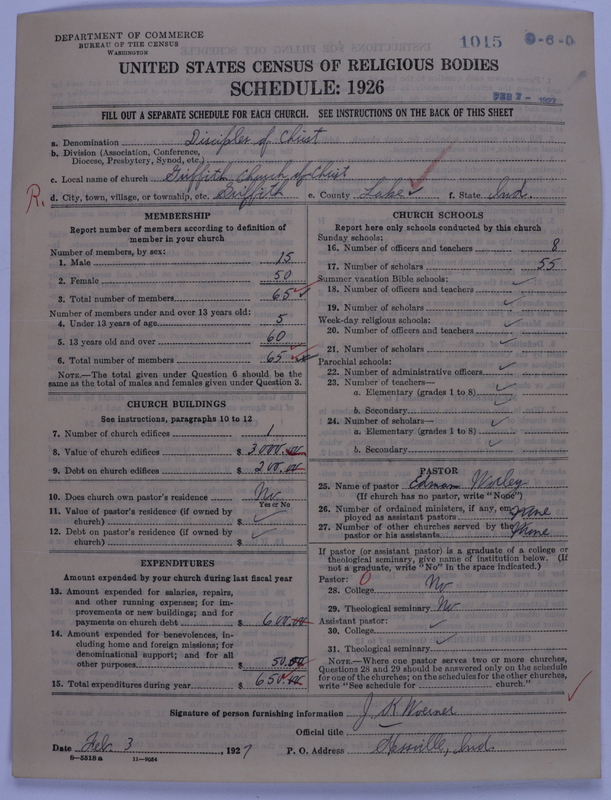 DEPARTMENT OF COMMERCE
BUREAU OF THE CENSUS
WASHINGTON
1015 9-6-0
UNITED STATES CENSUS OF RELIGIOUS BODIES
SCHEDULE: 1926
FEB 7 - 1927
FILL OUT A SEPARATE SCHEDULE FOR EACH CHURCH. SEE INSTRUCTIONS ON THE BACK OF THIS SHEET
a. Denomination Disciples of Christ
b. Division (Association, Conference, Diocese, Presbytery, Synod, etc.)
c. Local name of church Griffith Church of Christ
R. d. City, town, village, or township, etc. Griffith e. County Lake f. State Ind.
MEMBERSHIP
Report number of members according to definition of
member in your church
Number of members, by sex:
1. Male 15
2. Female 50
3. Total number of members 65
Number of members under and over 13 years old:
4. Under 13 years of age 5
5. 13 years old and over 60
6. Total number of members 65
NOTE.—The total given under Question 6 should be
same as the total of males and females given under Question 3.
CHURCH BUILDINGS
See instructions, paragraphs 10 to 12
7. Number of church edifices 1
8. Value of church edifices $ 3000.00
9. Debt on church edifices $ 200.00
10. Does church own pastor's residence No
Yes or No
11. Value of pastor's residence (if owned by
church) $
12. Debt on pastor's residence (if owned by
church) $
EXPENDITURES
Amount expended by your church during last fiscal year
13. Amount expended for salaries, repairs,
and other running expenses; for im-
provements or new buildings; and for
payments on church debt $ 600.00
14. Amount expended for benevolences, in-
cluding home and foreign missions; for
denominational support; and for all
other purposes $ 50.00
15. Total expenditures during year $ 650.00
CHURCH SCHOOLS
Report here only schools conducted by this church
Sunday schools:
16. Number of officers and teachers 8
17. Number of scholars 55
Summer vacation Bible schools:
18. Number of officers and teachers
19. Number of scholars
Week-day religious schools:
20. Number of officers and teachers
21. Number of scholars
Parochial schools:
22. Number of administrative officers
23. Number of teachers—
a. Elementary (grades 1 to 8)
b. Secondary
24. Number of scholars—
a. Elementary (grades 1 to 8)
b. Secondary
PASTOR
25. Name of pastor Edman Worley
(If church has no pastor, write "None")
26. Number of ordained ministers, if any, em-
ployed as assistant pastors None
27. Number of other churches served by the
pastor or his assistants None
If pastor (or assistant pastor) is a graduate of a college or
theological seminary, give name of institution below. (If
not a graduate, write "No" in the space indicated.)
Pastor: 0
28. College No
29. Theological seminary No
Assistant pastor:
30. College
31. Theological seminary
NOTE.—Where one pastor serves two or more churches,
Questions 28 and 29 should be answered only on the schedule
for one of the churches; on the schedules for the other churches,
write "See schedule for church."
Signature of person furnishing information J. K. Woerner
Official title
Date Feb. 3, 1927 P. O. Address Hessville, Ind.
8-5518a 11-9054